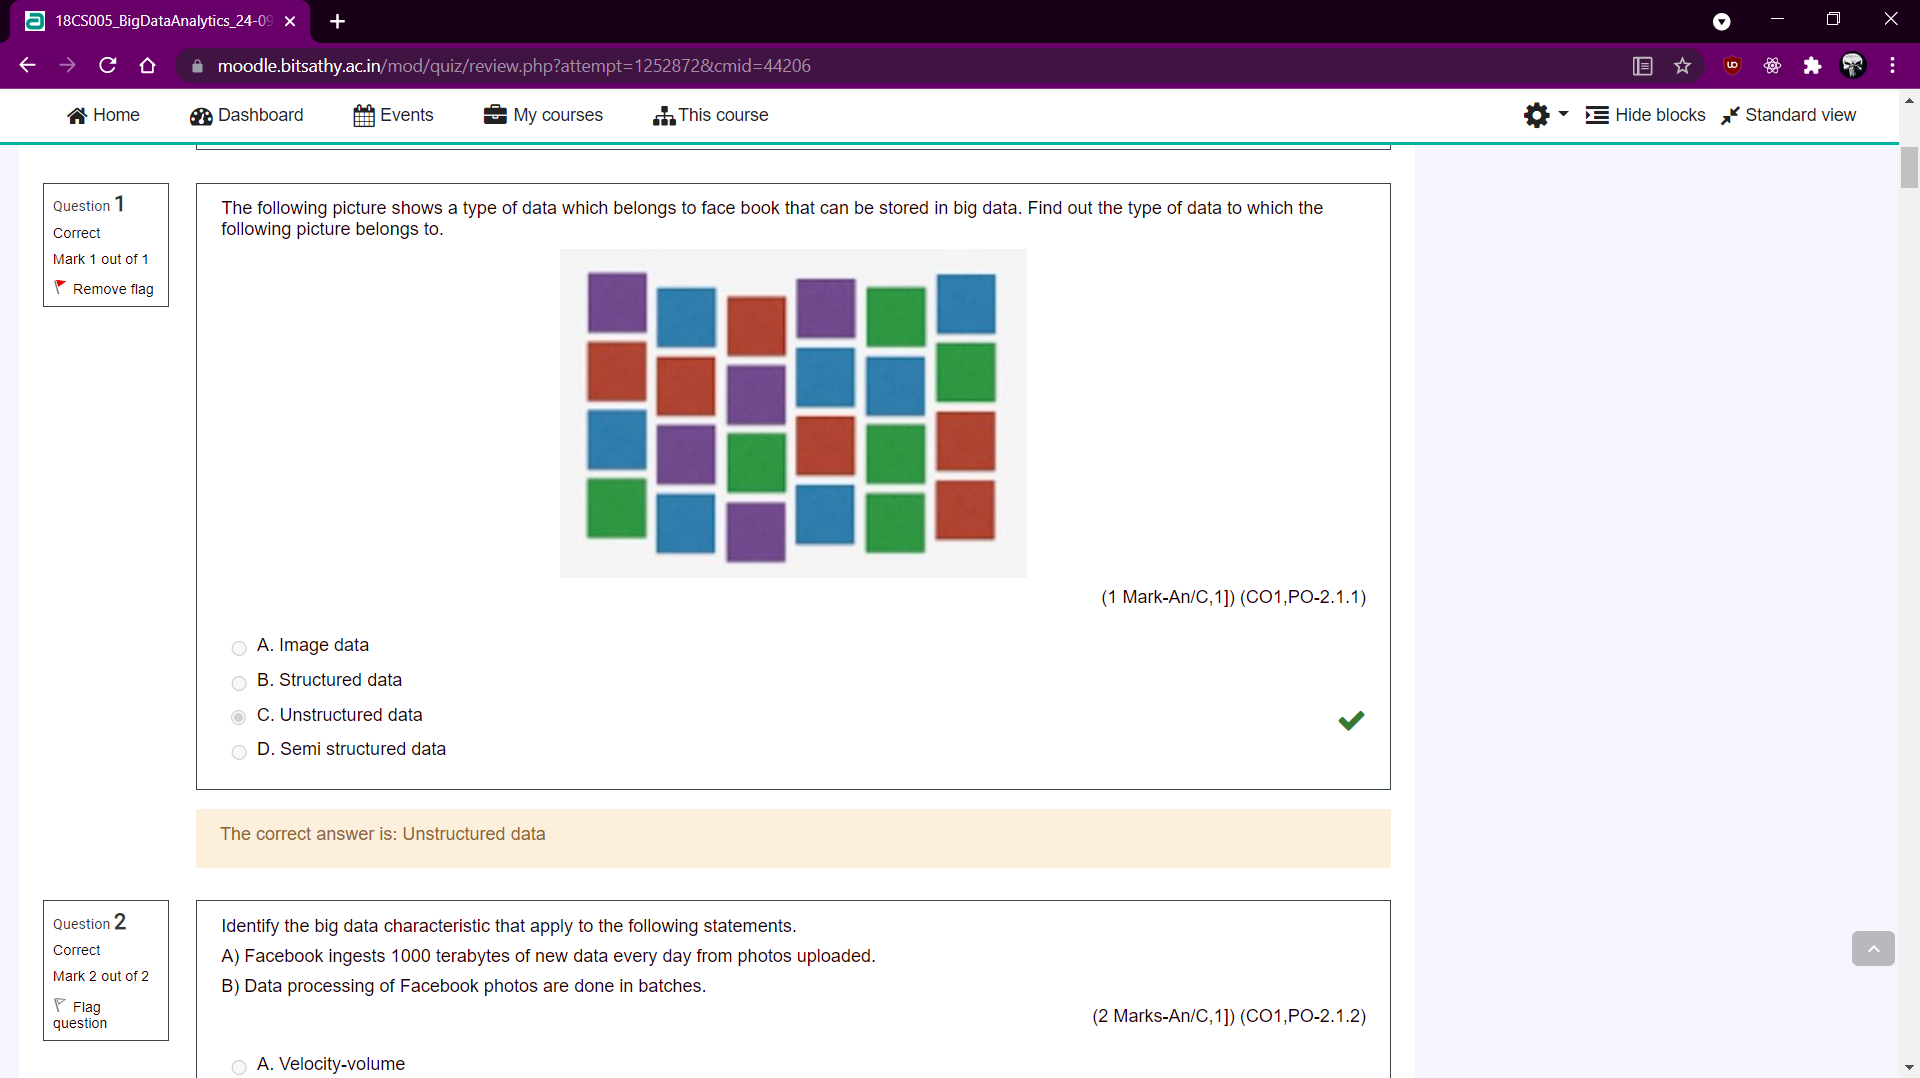 18CS005_BigDataAnalytics_24-09
moodle.bitsathy.ac.in/mod/quiz/review.php?attempt=1252872&cmid=44206
Home Dashboard Events My courses This course Hide blocks Standard view
Question 1
Correct
Mark 1 out of 1
Remove flag
The following picture shows a type of data which belongs to face book that can be stored in big data. Find out the type of data to which the
following picture belongs to.
(1 Mark-An/C,1]) (CO1,PO-2.1.1)
A. Image data
B. Structured data
C. Unstructured data
D. Semi structured data
The correct answer is: Unstructured data
Question 2
Correct
Mark 2 out of 2
Flag
question
Identify the big data characteristic that apply to the following statements.
A) Facebook ingests 1000 terabytes of new data every day from photos uploaded.
B) Data processing of Facebook photos are done in batches.
(2 Marks-An/C,1]) (CO1,PO-2.1.2)
A. Velocity-volume